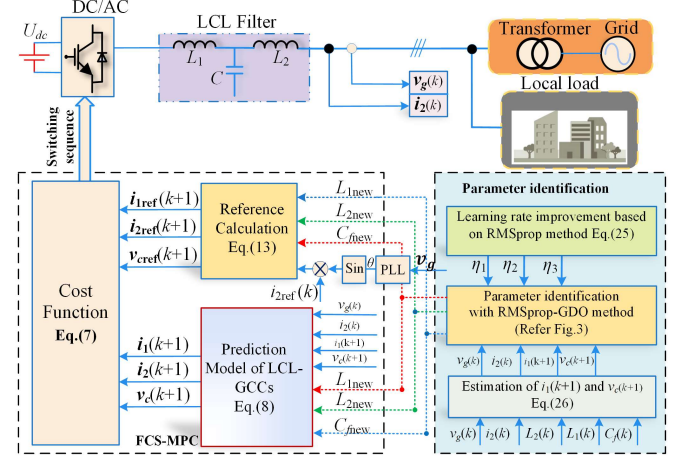 DC/AC
U_dc
LCL Filter
L_1
L_2
C
Transformer
Grid
Local load
v_g(k)
i_2(k)
Switching
sequence
Cost
Function
Eq.(7)
i_1ref(k+1)
i_2ref(k+1)
v_cref(k+1)
Reference
Calculation
Eq.(13)
L_1new
L_2new
C_fnew
Sin
θ
PLL
v_g
i_2ref(k)
i_1(k+1)
i_2(k+1)
v_c(k+1)
Prediction
Model of LCL-
GCCs
Eq.(8)
v_g(k)
i_2(k)
i_1(k+1)
v_c(k+1)
L_1new
L_2new
C_fnew
FCS-MPC
Parameter identification
Learning rate improvement based
on RMSprop method Eq.(25)
η_1 η_2 η_3
Parameter identification
with RMSprop-GDO method
(Refer Fig.3)
v_g(k) i_2(k) i_1(k+1) v_c(k+1)
Estimation of i_1(k+1) and v_c(k+1)
Eq.(26)
v_g(k) i_2(k) L_2(k) L_1(k) C_f(k)